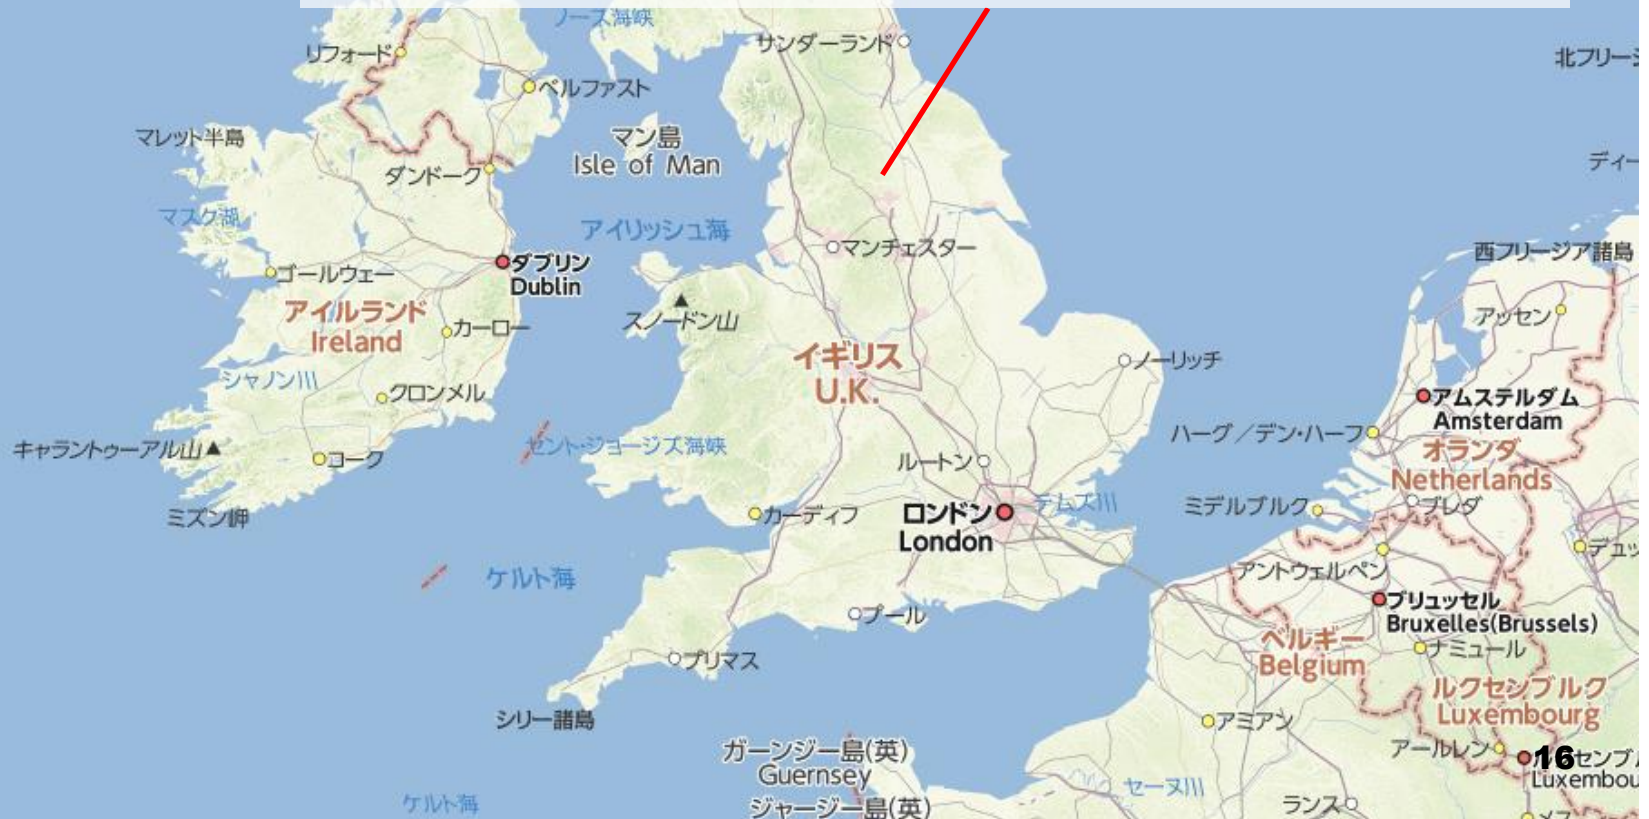 ノース海峡
サンダーランド
リフォード
北フリージ
ベルファスト
マレット半島
マン島
Isle of Man
ディー
ダンドーク
マスク湖
アイリッシュ海
マンチェスター
西フリージア諸島
ダブリン
Dublin
ゴールウェー
アイルランド
Ireland
カーロー
スノードン山
アッセン
イギリス
U.K.
ノーリッチ
シャノン川
クロンメル
アムステルダム
Amsterdam
ハーグ/デン・ハーフ
オランダ
Netherlands
キャラントゥーアル山
コーク
セント・ジョージズ海峡
ルートン
テムズ川
ミズン岬
カーディフ
ロンドン
London
ミデルブルク
ブレダ
デュッ
ケルト海
アントウェルペン
プール
ブリュッセル
Bruxelles(Brussels)
ベルギー
Belgium
ナミュール
プリマス
ルクセンブルク
Luxembourg
シリー諸島
アミアン
ガーンジー島(英)
Guernsey
アールレン
16
センブル
Luxembou
セーヌ川
ケルト海
ジャージー島(英)
ランス
メス